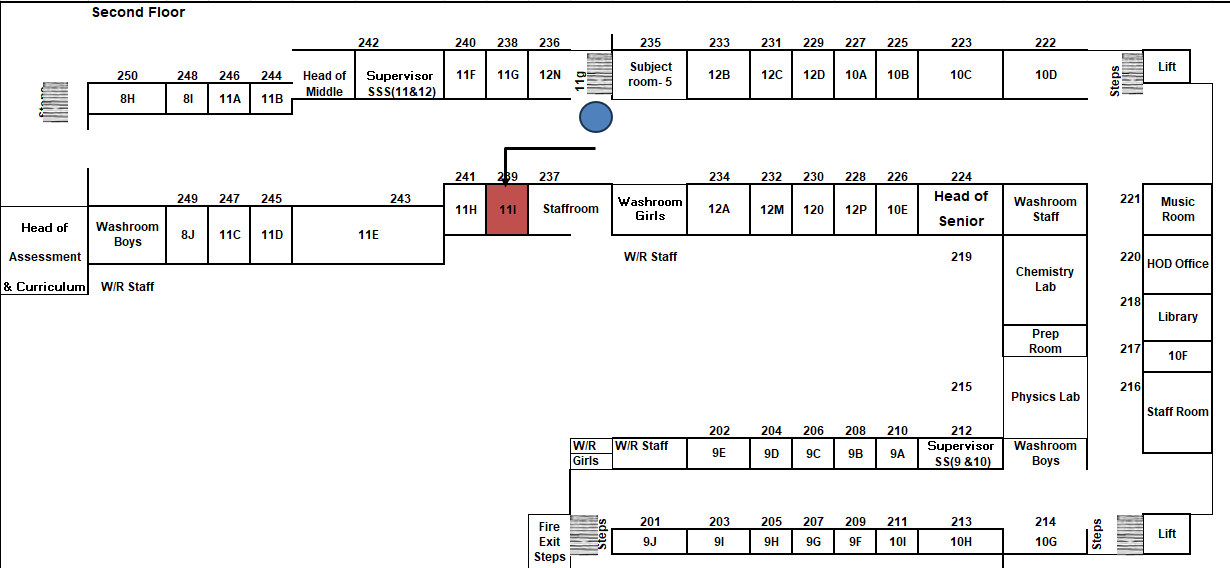 Second Floor
242 240 238 236 235 233 231 229 227 225 223 222
250 248 246 244
Head of
Middle
Supervisor
SSS(11&12)
11F 11G 12N
11g
Subject
room- 5
12B 12C 12D 10A 10B 10C 10D
Steps
Lift
Steps
8H 8I 11A 11B
241 239 237 234 232 230 228 226 224
249 247 245 243
11H 11I Staffroom
Washroom
Girls
12A 12M 120 12P 10E
Head of
Senior
Washroom
Staff
221
Music
Room
Head of
Assessment
& Curriculum
Washroom
Boys
8J 11C 11D 11E
W/R Staff
W/R Staff
219
Chemistry
Lab
220
HOD Office
218
Library
Prep
Room
217
10F
215
Physics Lab
216
Staff Room
202 204 206 208 210 212
W/R
Girls
W/R Staff
9E 9D 9C 9B 9A
Supervisor
SS(9 &10)
Washroom
Boys
201 203 205 207 209 211 213 214
Fire
Exit
Steps
Steps
9J 9I 9H 9G 9F 10I 10H 10G
Steps
Lift